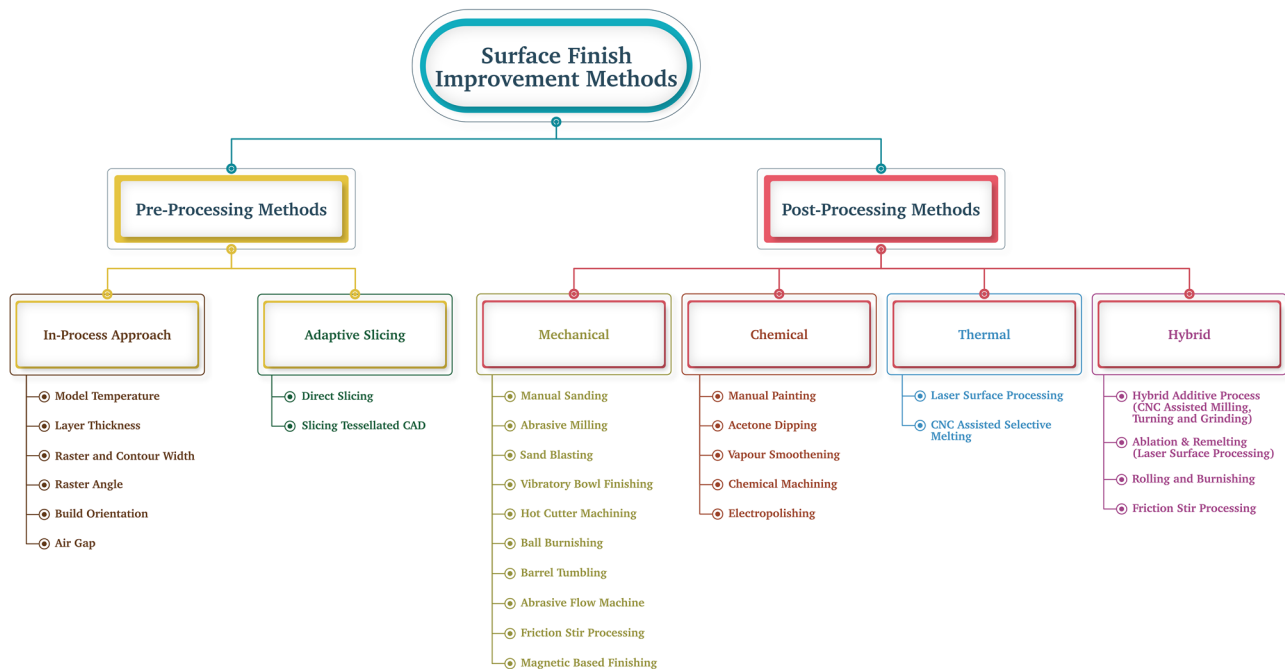 Surface Finish
Improvement Methods
Pre-Processing Methods
Post-Processing Methods
In-Process Approach
Adaptive Slicing
Mechanical
Chemical
Thermal
Hybrid
Model Temperature
Layer Thickness
Raster and Contour Width
Raster Angle
Build Orientation
Air Gap
Direct Slicing
Slicing Tessellated CAD
Manual Sanding
Abrasive Milling
Sand Blasting
Vibratory Bowl Finishing
Hot Cutter Machining
Ball Burnishing
Barrel Tumbling
Abrasive Flow Machine
Friction Stir Processing
Magnetic Based Finishing
Manual Painting
Acetone Dipping
Vapour Smoothening
Chemical Machining
Electropolishing
Laser Surface Processing
CNC Assisted Selective
Melting
Hybrid Additive Process
(CNC Assisted Milling,
Turning and Grinding)
Ablation & Remelting
(Laser Surface Processing)
Rolling and Burnishing
Friction Stir Processing